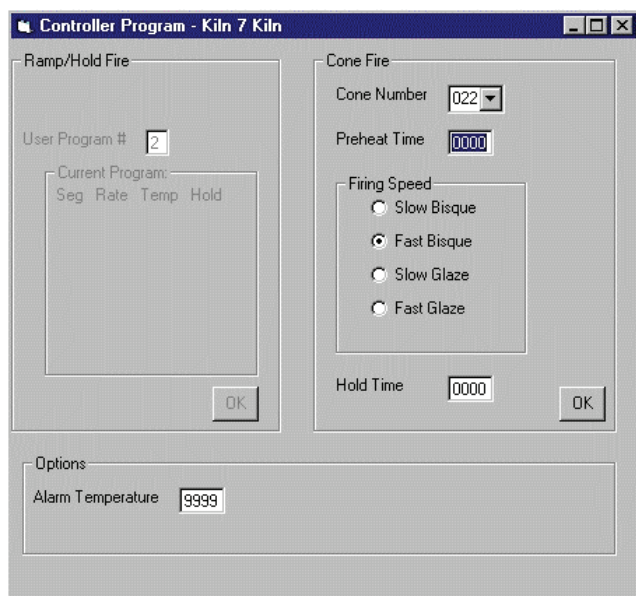 Controller Program - Kiln 7 Kiln
Ramp/Hold Fire
User Program # 2
Current Program:
Seg Rate Temp Hold
OK
Cone Fire
Cone Number 022
Preheat Time 0000
Firing Speed
Slow Bisque
Fast Bisque
Slow Glaze
Fast Glaze
Hold Time 0000
OK
Options
Alarm Temperature 9999